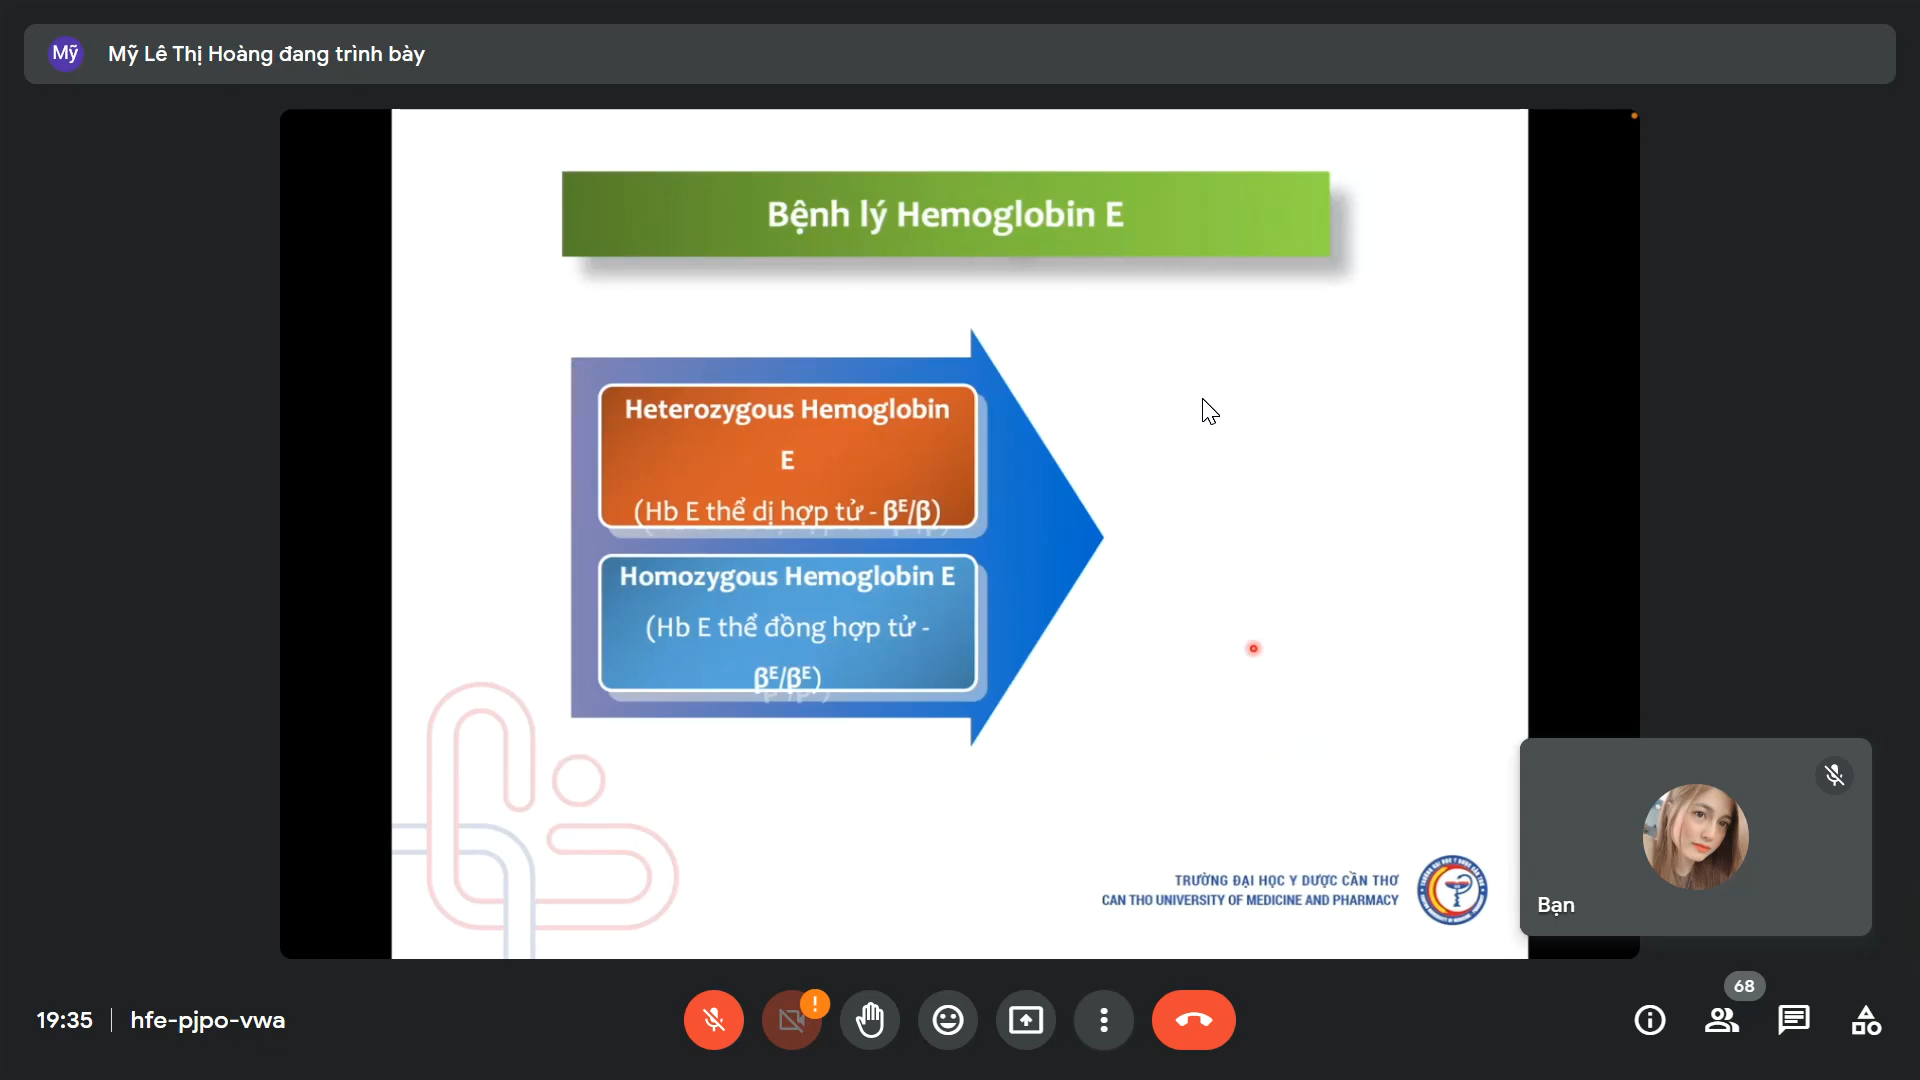 Mỹ
Mỹ Lê Thị Hoàng đang trình bày
Bệnh lý Hemoglobin E
Heterozygous Hemoglobin
E
(Hb E thể dị hợp tử - βᴱ/β)
Homozygous Hemoglobin E
(Hb E thể đồng hợp tử -
βᴱ/βᴱ)
TRƯỜNG ĐẠI HỌC Y DƯỢC CẦN THƠ
CAN THO UNIVERSITY OF MEDICINE AND PHARMACY
Bạn
68
19:35
hfe-pjpo-vwa
!